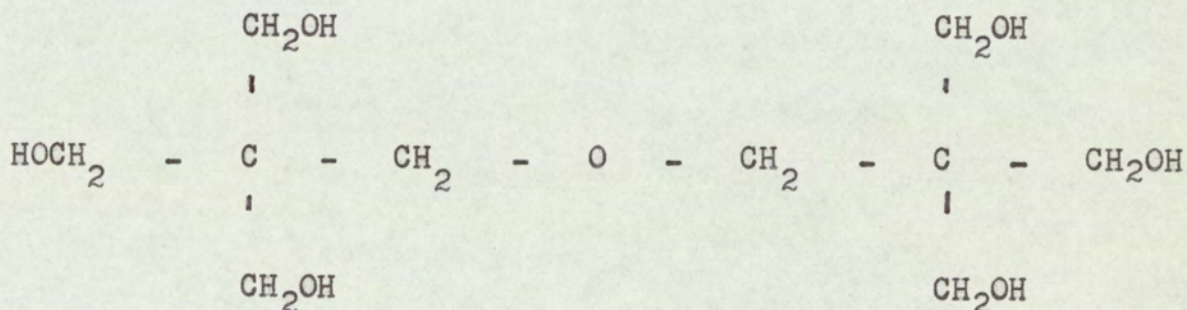 CH₂OH CH₂OH
HOCH₂ - C - CH₂ - O - CH₂ - C - CH₂OH
CH₂OH CH₂OH